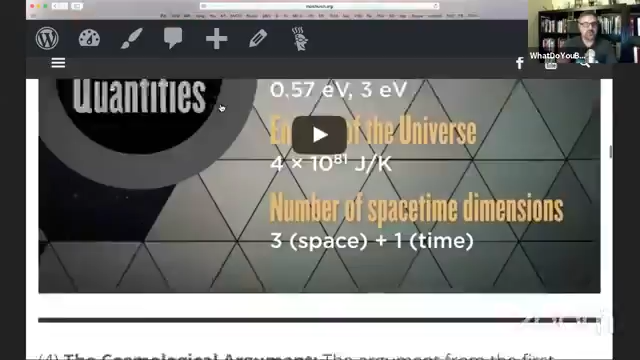 WhatDoYouB...
Quantities
0.57 eV, 3 eV
of the Universe
4 × 10⁸¹ J/K
Number of spacetime dimensions
3 (space) + 1 (time)
(4) The Cosmological Argument: The argument from the first